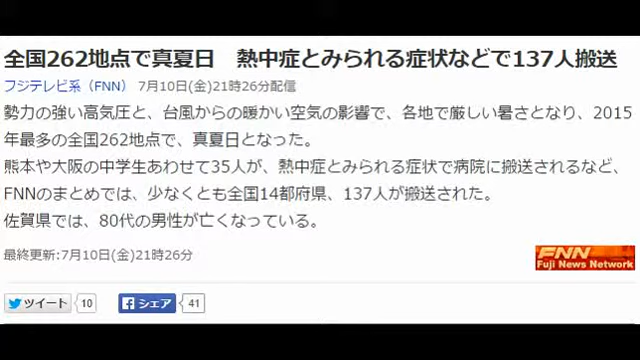 全国262地点で真夏日　熱中症とみられる症状などで137人搬送
フジテレビ系（FNN） 7月10日(金)21時26分配信
勢力の強い高気圧と、台風からの暖かい空気の影響で、各地で厳しい暑さとなり、2015
年最多の全国262地点で、真夏日となった。
熊本や大阪の中学生あわせて35人が、熱中症とみられる症状で病院に搬送されるなど、
FNNのまとめでは、少なくとも全国14都府県、137人が搬送された。
佐賀県では、80代の男性が亡くなっている。
最終更新:7月10日(金)21時26分
FNN
Fuji News Network
ツイート 10 シェア 41